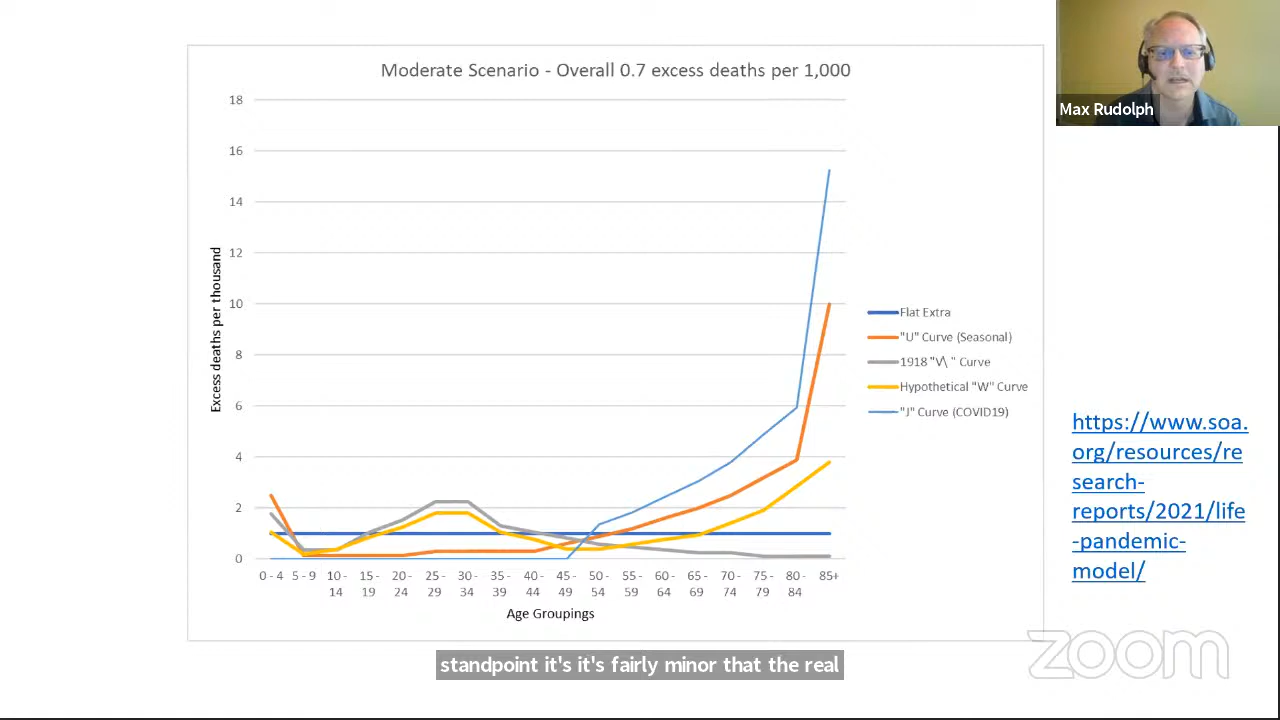 Moderate Scenario - Overall 0.7 excess deaths per 1,000
18
16
14
12
10
8
6
4
2
0
Excess deaths per thousand
0 - 4 5 - 9 10 - 15- 20- 25- 30- 35- 40- 45- 50- 55- 60- 65- 70- 75- 80 - 85+
14 19 24 29 34 39 44 49 54 59 64 69 74 79 84
Age Groupings
Flat Extra
"U" Curve (Seasonal)
1918 "V\ " Curve
Hypothetical "W" Curve
"J" Curve (COVID19)
Max Rudolph
https://www.soa.
org/resources/re
search-
reports/2021/life
-pandemic-
model/
standpoint it's it's fairly minor that the real
zoom